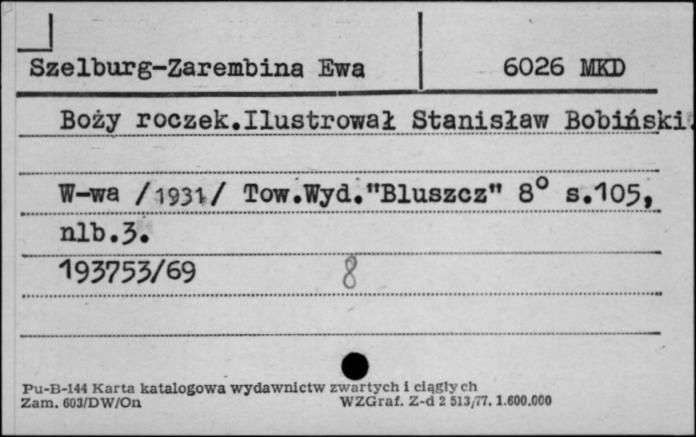 Szelburg-Zarembina Ewa 6026 MKD
Boży roczek.Ilustrował Stanisław Bobiński.
W-wa /1931/ Tow.Wyd."Bluszcz" 8° s.105,
nlb.3.
193753/69 8
Pu-B-144 Karta katalogowa wydawnictw zwartych i ciągłych
Zam. 603/DW/On WZGraf. Z-d 2 513/77. 1.600.000